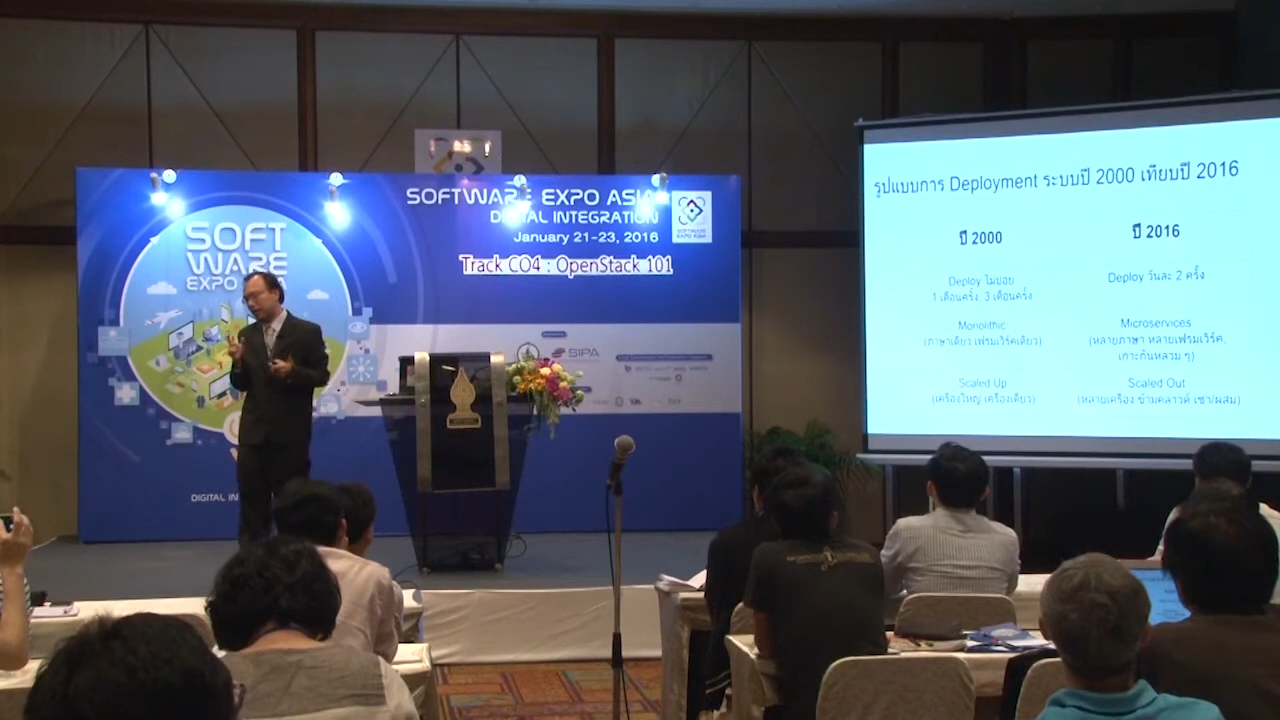 SOFTWARE EXPO ASIA
DIGITAL INTEGRATION
January 21-23, 2016
Track CO4 : OpenStack 101
SOFTWARE
EXPO ASIA
SOFT
WARE
EXPO
SIPA
DIGITAL IN
รูปแบบการ Deployment ระบบปี 2000 เทียบปี 2016
ปี 2000
ปี 2016
Deploy ไม่บ่อย
1 เดือนครั้ง 3 เดือนครั้ง
Deploy วันละ 2 ครั้ง
Monolithic
(ภาษาเดียว เฟรมเวิร์คเดียว)
Microservices
(หลายภาษา หลายเฟรมเวิร์ค,
เกาะกันหลวม ๆ)
Scaled Up
(เครื่องใหญ่ เครื่องเดียว)
Scaled Out
(หลายเครื่อง ข้ามคลาวด์ เช่า/ผสม)